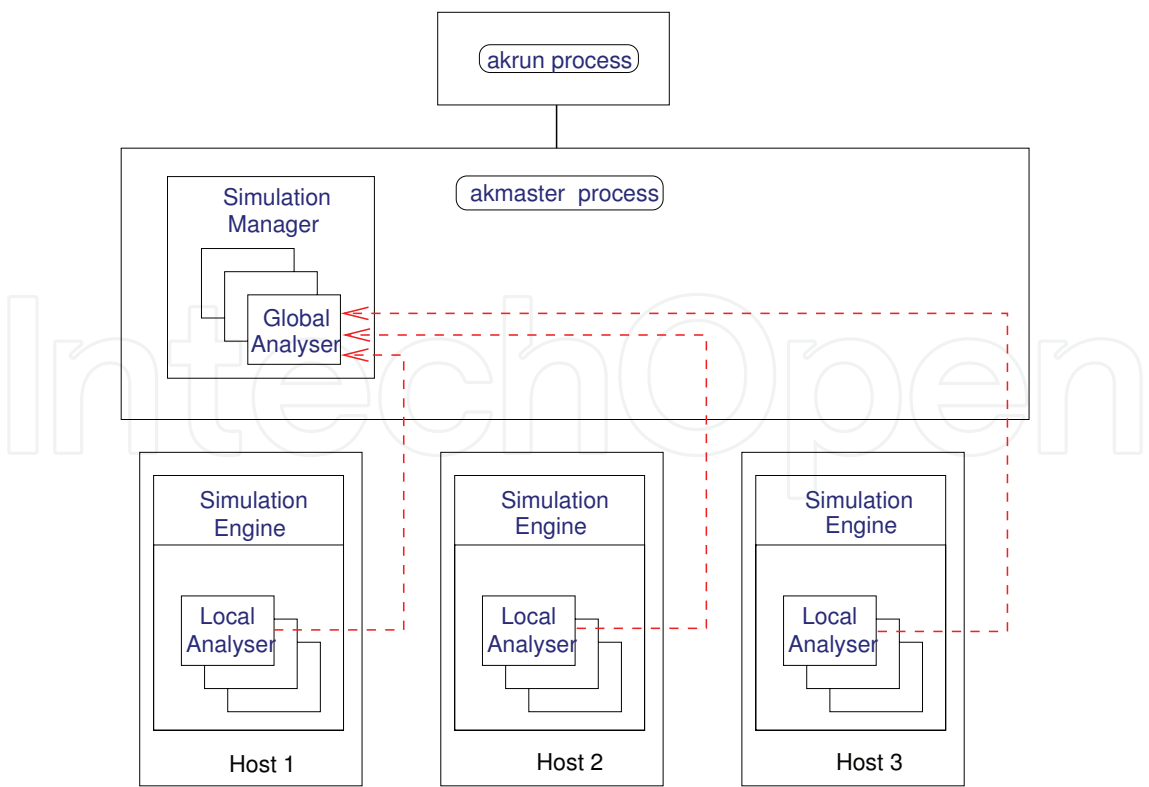 akrun process
akmaster process
Simulation
Manager
Global
Analyser
IntechOpen
Simulation
Engine
Local
Analyser
Host 1
Simulation
Engine
Local
Analyser
Host 2
Simulation
Engine
Local
Analyser
Host 3